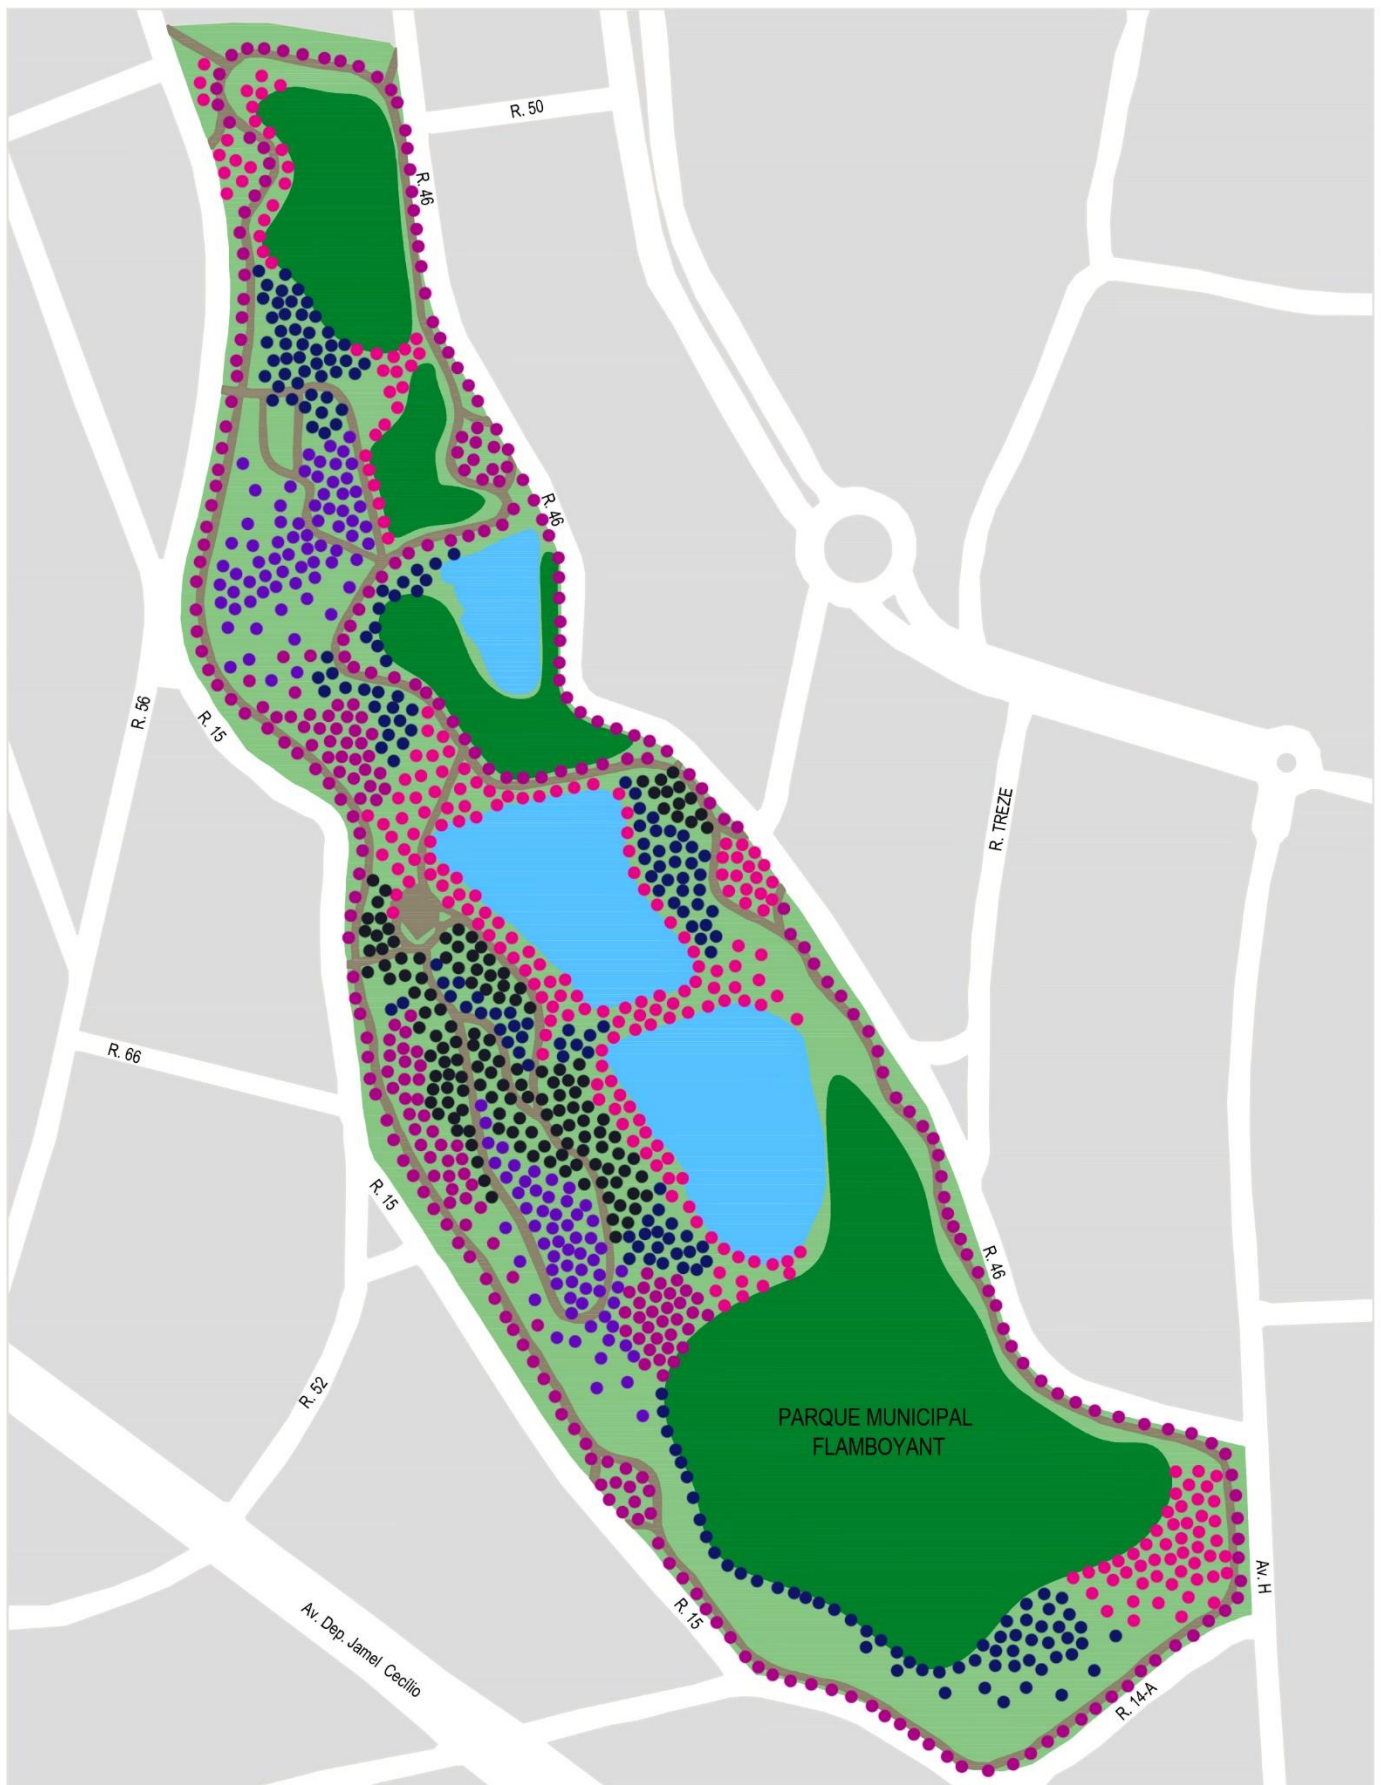 R. 50
R. 46
R. 46
R. 56
R. 15
R. TREZE
R. 66
R. 15
R. 46
R. 52
PARQUE MUNICIPAL
FLAMBOYANT
Av. H
R. 15
Av. Dep. Jamel Cecílio
R. 14-A